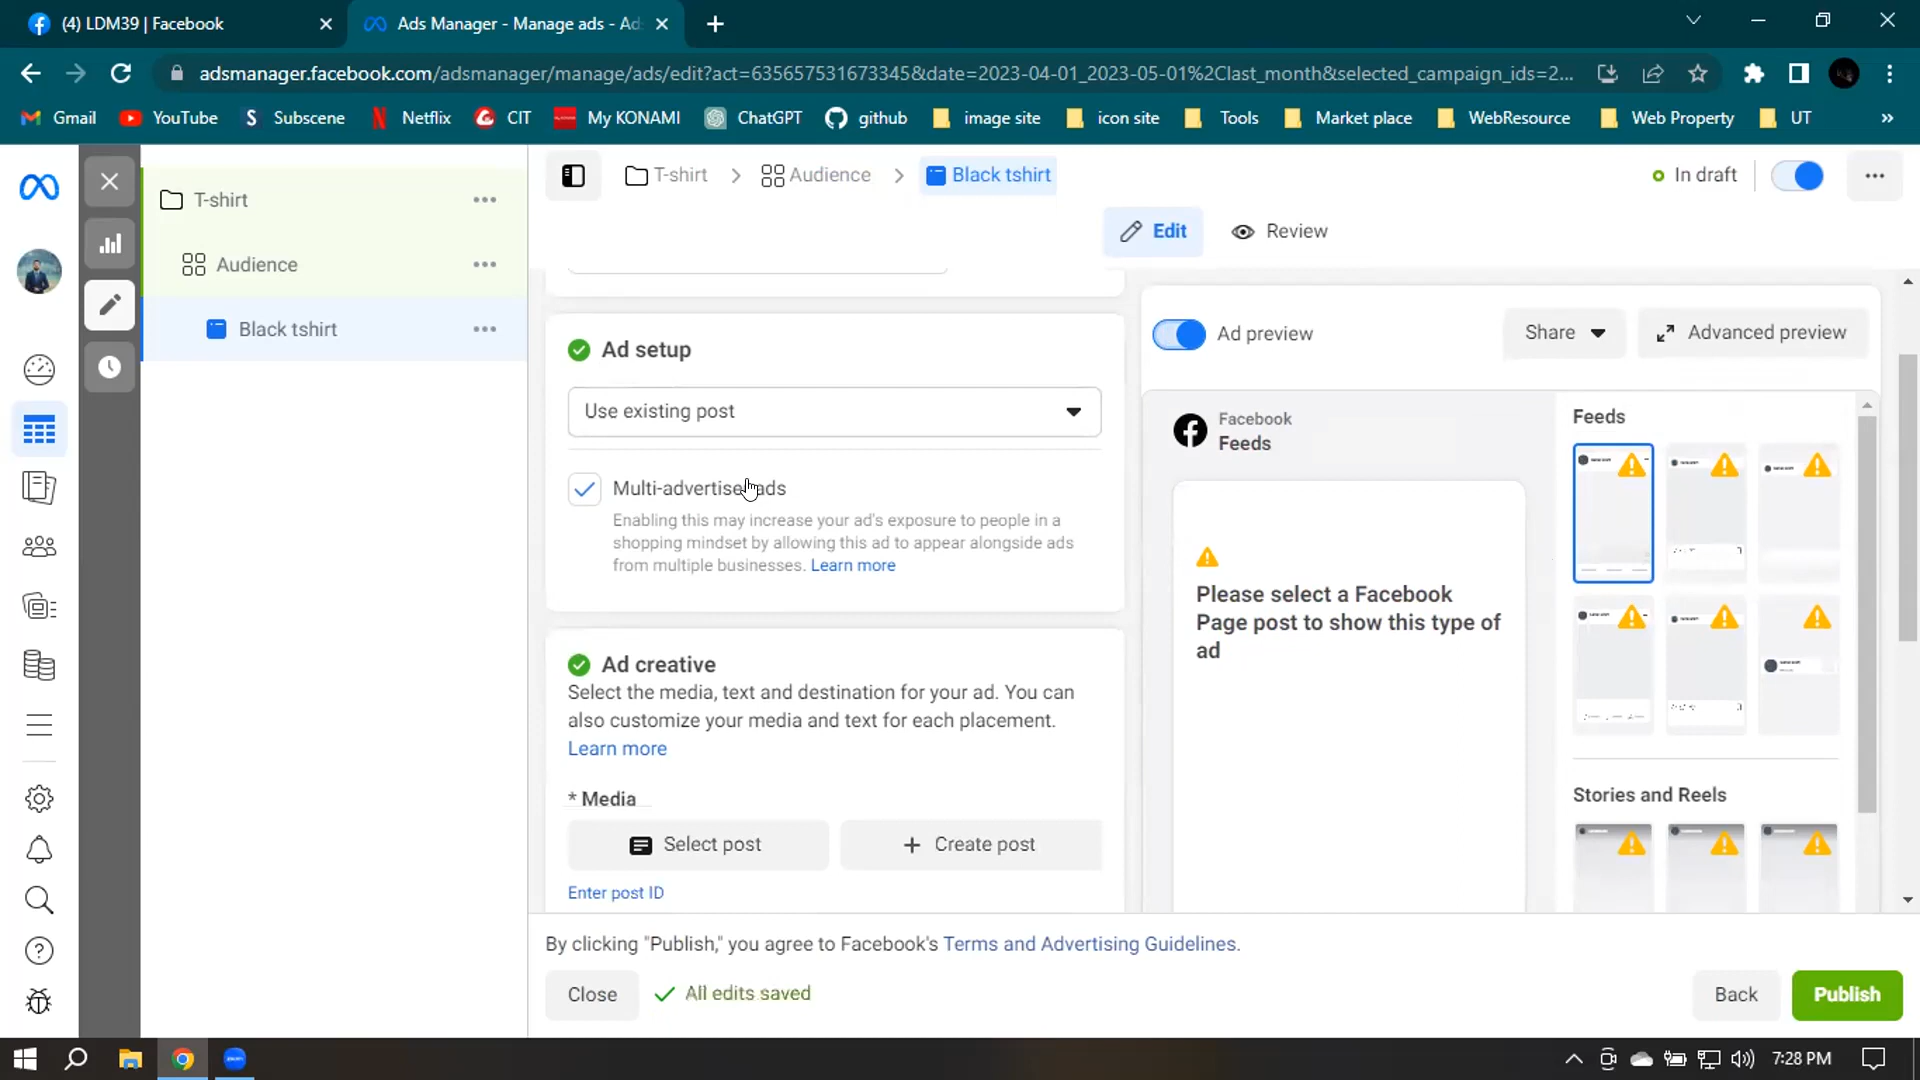 (4) LDM39 | Facebook
Ads Manager - Manage ads - Ad
adsmanager.facebook.com/adsmanager/manage/ads/edit?act=635657531673345&date=2023-04-01_2023-05-01%2Clast_month&selected_campaign_ids=2...
Gmail
YouTube
Subscene
Netflix
CIT
My KONAMI
ChatGPT
github
image site
icon site
Tools
Market place
WebResource
Web Property
UT
»
T-shirt
Audience
Black tshirt
T-shirt
Audience
Black tshirt
In draft
Edit
Review
Ad setup
Use existing post
Multi-advertiser ads
Enabling this may increase your ad's exposure to people in a
shopping mindset by allowing this ad to appear alongside ads
from multiple businesses. Learn more
Ad creative
Select the media, text and destination for your ad. You can
also customize your media and text for each placement.
Learn more
* Media
Select post
+ Create post
Enter post ID
Ad preview
Share
Advanced preview
Facebook
Feeds
Please select a Facebook
Page post to show this type of
ad
Feeds
Stories and Reels
By clicking "Publish," you agree to Facebook's Terms and Advertising Guidelines.
Close
All edits saved
Back
Publish
7:28 PM